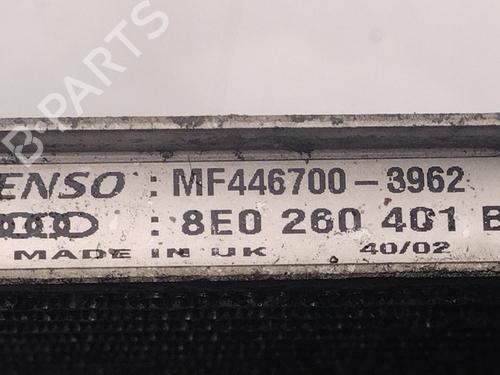 ENSO : MF446700-3962
: 8E0 260 401 B
MADE IN UK 40/02
B-PARTS